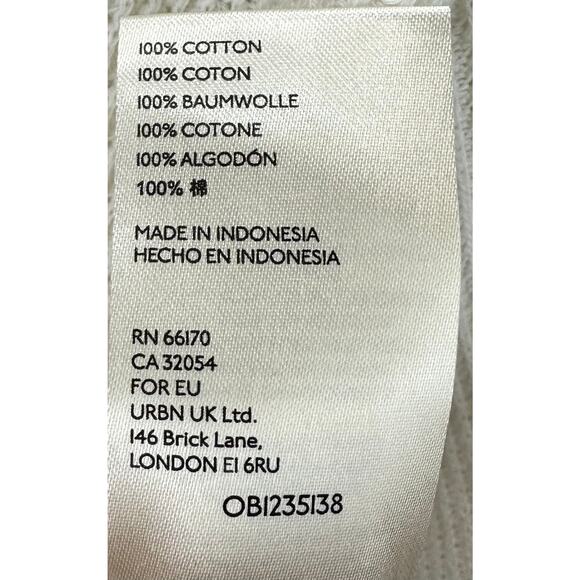 100% COTTON
100% COTON
100% BAUMWOLLE
100% COTONE
100% ALGODÓN
100% 棉
MADE IN INDONESIA
HECHO EN INDONESIA
RN 66170
CA 32054
FOR EU
URBN UK Ltd.
146 Brick Lane,
LONDON E1 6RU
OB1235138